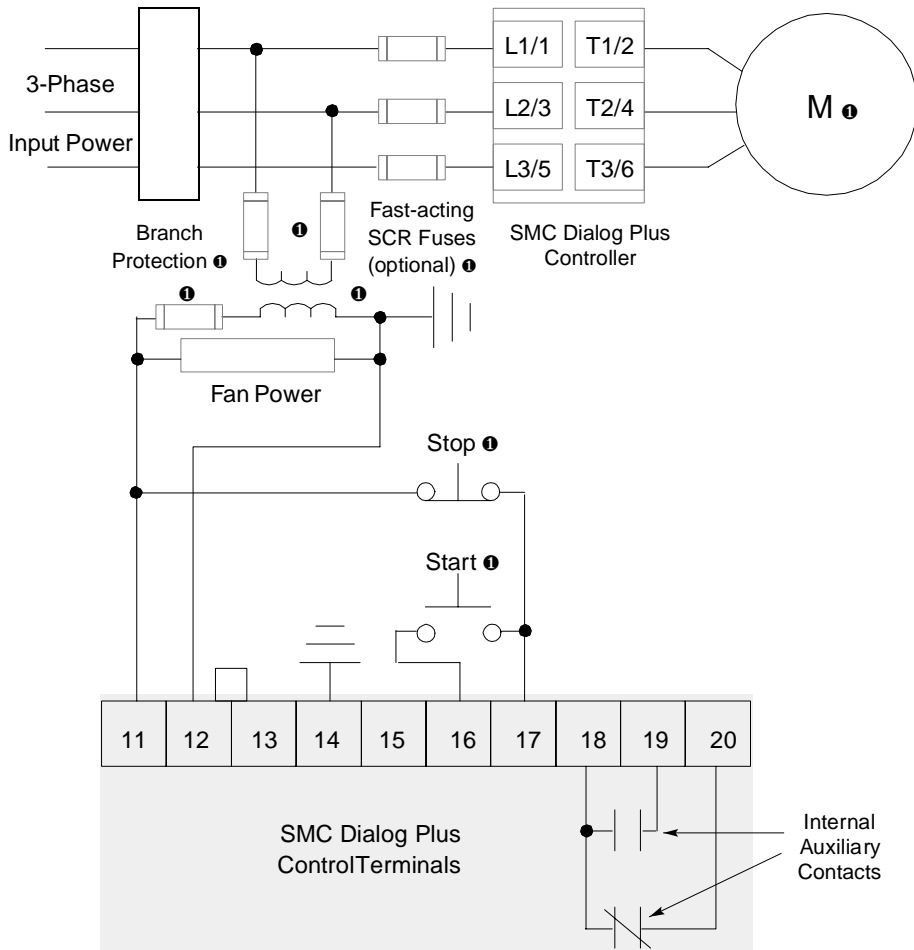 3-Phase
Input Power
L1/1
T1/2
L2/3
T2/4
L3/5
T3/6
M ❶
Branch
Protection ❶
❶
Fast-acting
SCR Fuses
(optional) ❶
SMC Dialog Plus
Controller
❶
❶
Fan Power
Stop ❶
Start ❶
11
12
13
14
15
16
17
18
19
20
SMC Dialog Plus
ControlTerminals
Internal
Auxiliary
Contacts